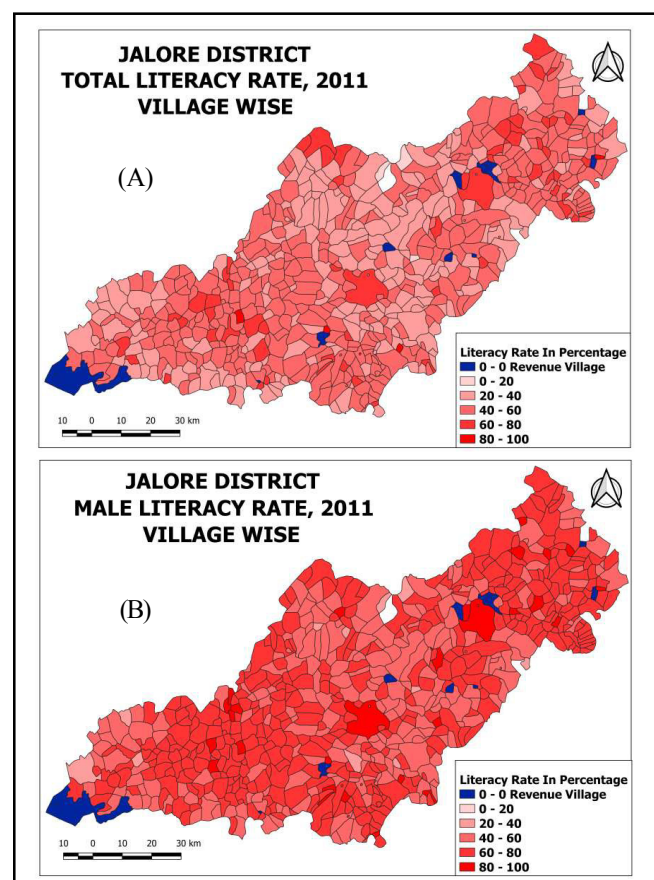 JALORE DISTRICT
TOTAL LITERACY RATE, 2011
VILLAGE WISE
(A)
Literacy Rate In Percentage
0 - 0 Revenue Village
0 - 20
20 - 40
40 - 60
60 - 80
80 - 100
10 0 10 20 30 km
JALORE DISTRICT
MALE LITERACY RATE, 2011
VILLAGE WISE
(B)
Literacy Rate In Percentage
0 - 0 Revenue Village
0 - 20
20 - 40
40 - 60
60 - 80
80 - 100
10 0 10 20 30 km